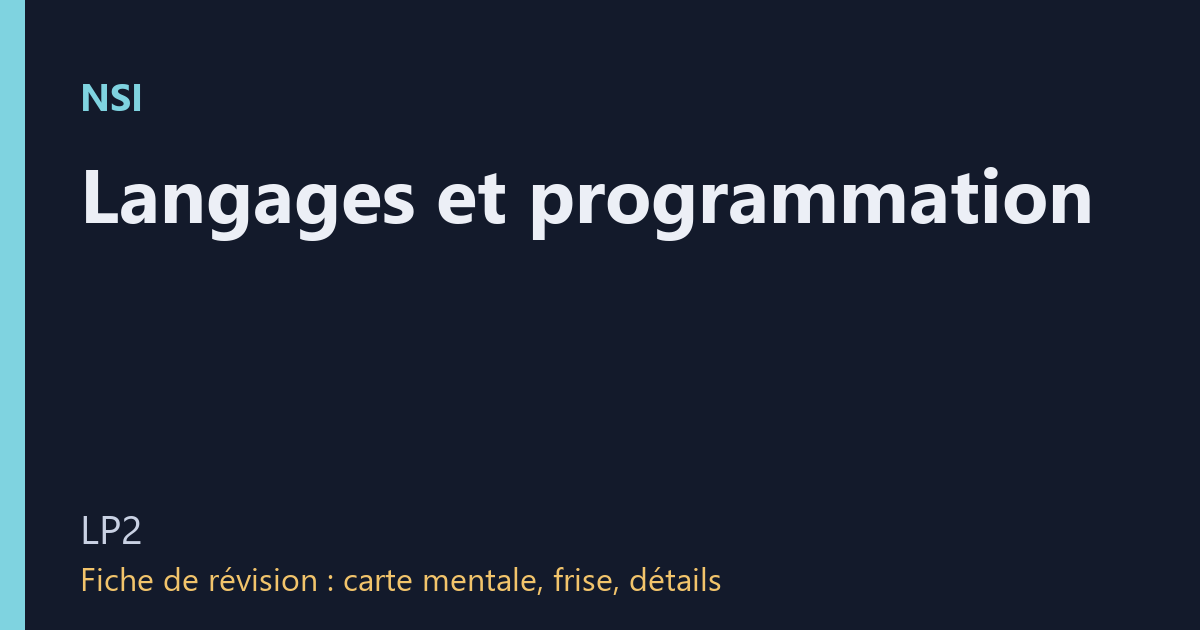 NSI
Langages et programmation
LP2
Fiche de révision : carte mentale, frise, détails